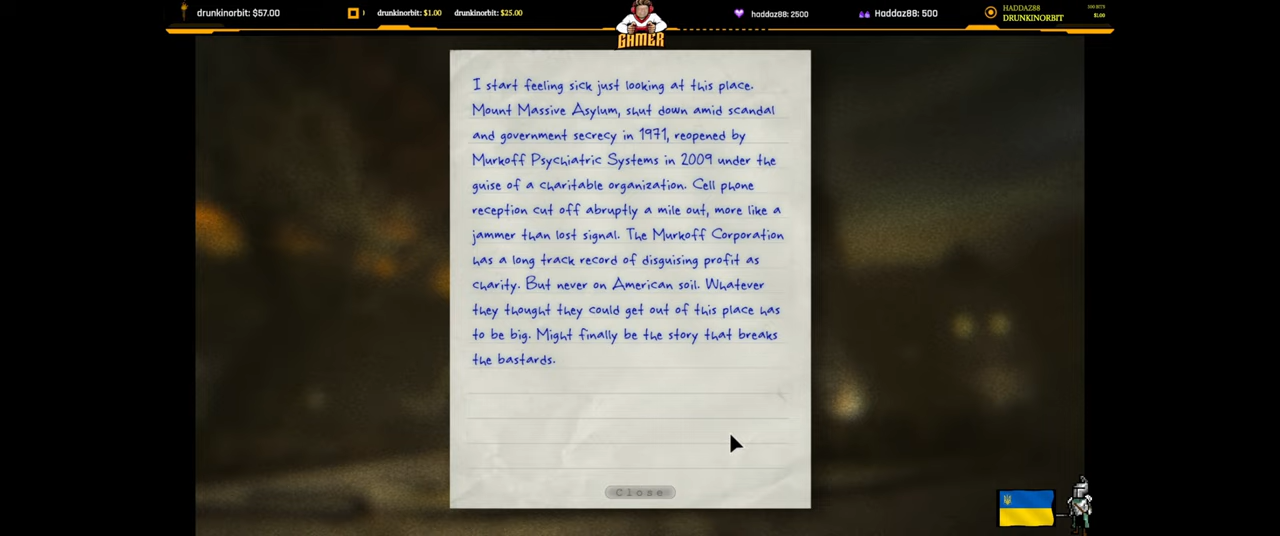 drunkinorbit: $57.00
drunkinorbit: $1.00
drunkinorbit: $25.00
haddaz88: 2500
Haddaz88: 500
HADDAZ88
500 BITS
DRUNKINORBIT
$1.00
GAMER
I start feeling sick just looking at this place.
Mount Massive Asylum, shut down amid scandal
and government secrecy in 1971, reopened by
Murkoff Psychiatric Systems in 2009 under the
guise of a charitable organization. Cell phone
reception cut off abruptly a mile out, more like a
jammer than lost signal. The Murkoff Corporation
has a long track record of disguising profit as
charity. But never on American soil. Whatever
they thought they could get out of this place has
to be big. Might finally be the story that breaks
the bastards.
Close